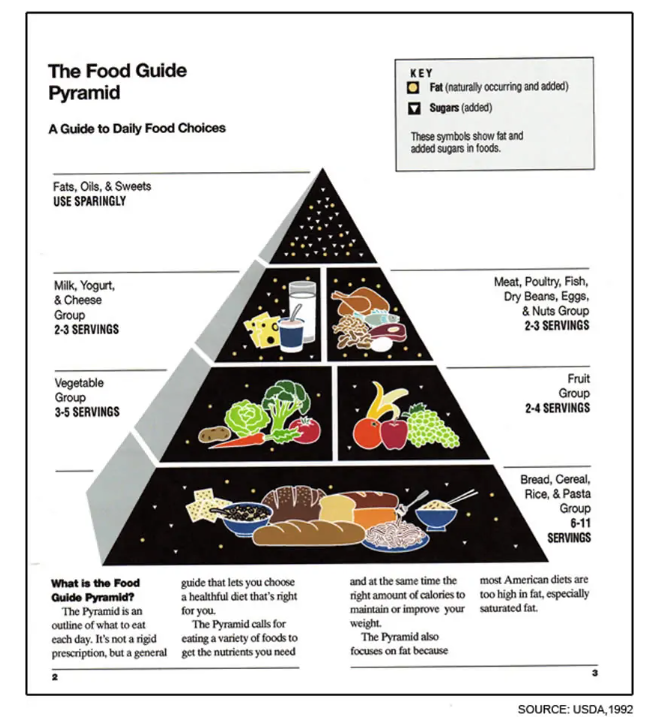 The Food Guide
Pyramid
A Guide to Daily Food Choices
KEY
Fat (naturally occurring and added)
Sugars (added)
These symbols show fat and
added sugars in foods.
Fats, Oils, & Sweets
USE SPARINGLY
Milk, Yogurt,
& Cheese
Group
2-3 SERVINGS
Meat, Poultry, Fish,
Dry Beans, Eggs,
& Nuts Group
2-3 SERVINGS
Vegetable
Group
3-5 SERVINGS
Fruit
Group
2-4 SERVINGS
Bread, Cereal,
Rice, & Pasta
Group
6-11
SERVINGS
What is the Food
Guide Pyramid?
The Pyramid is an
outline of what to eat
each day. It's not a rigid
prescription, but a general
guide that lets you choose
a healthful diet that's right
for you.
The Pyramid calls for
eating a variety of foods to
get the nutrients you need
and at the same time the
right amount of calories to
maintain or improve your
weight.
The Pyramid also
focuses on fat because
most American diets are
too high in fat, especially
saturated fat.
2
3
SOURCE: USDA,1992